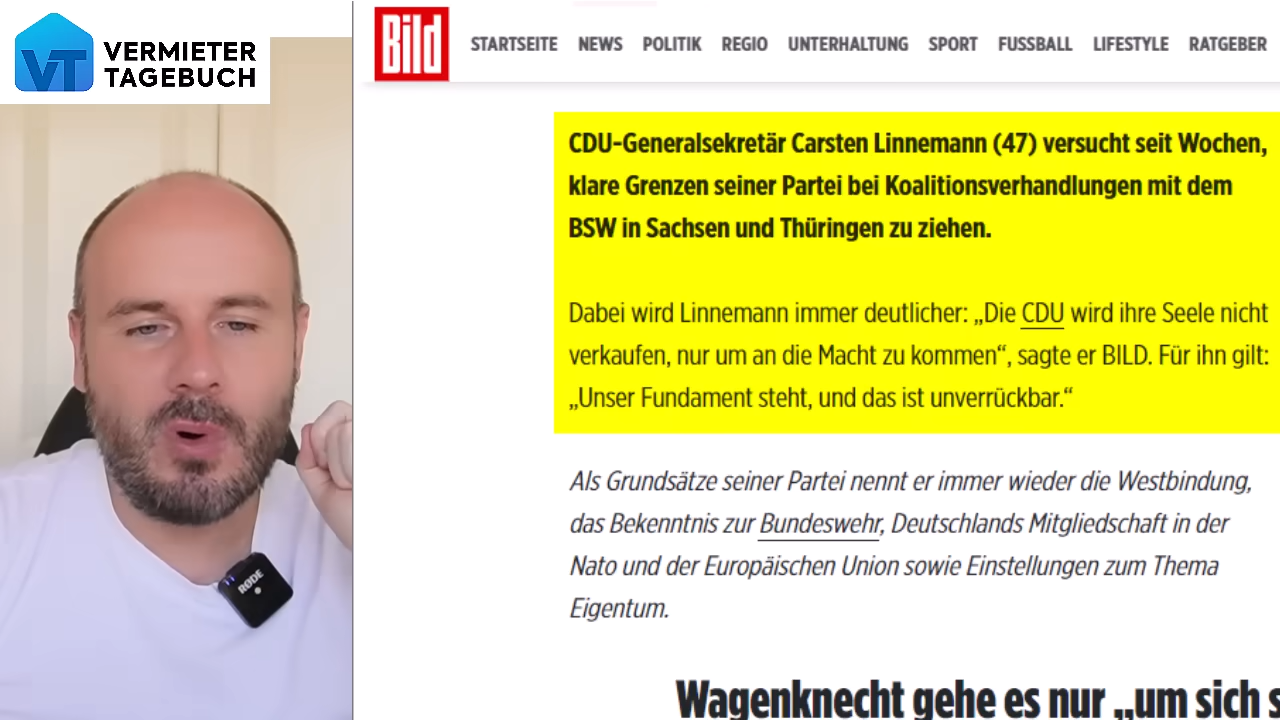 VT
VERMIETER
TAGEBUCH
Bild
STARTSEITE NEWS POLITIK REGIO UNTERHALTUNG SPORT FUSSBALL LIFESTYLE RATGEBER
CDU-Generalsekretär Carsten Linnemann (47) versucht seit Wochen,
klare Grenzen seiner Partei bei Koalitionsverhandlungen mit dem
BSW in Sachsen und Thüringen zu ziehen.
Dabei wird Linnemann immer deutlicher: „Die CDU wird ihre Seele nicht
verkaufen, nur um an die Macht zu kommen“, sagte er BILD. Für ihn gilt:
„Unser Fundament steht, und das ist unverrückbar.“
Als Grundsätze seiner Partei nennt er immer wieder die Westbindung,
das Bekenntnis zur Bundeswehr, Deutschlands Mitgliedschaft in der
Nato und der Europäischen Union sowie Einstellungen zum Thema
Eigentum.
Wagenknecht gehe es nur „um sich s
RØDE